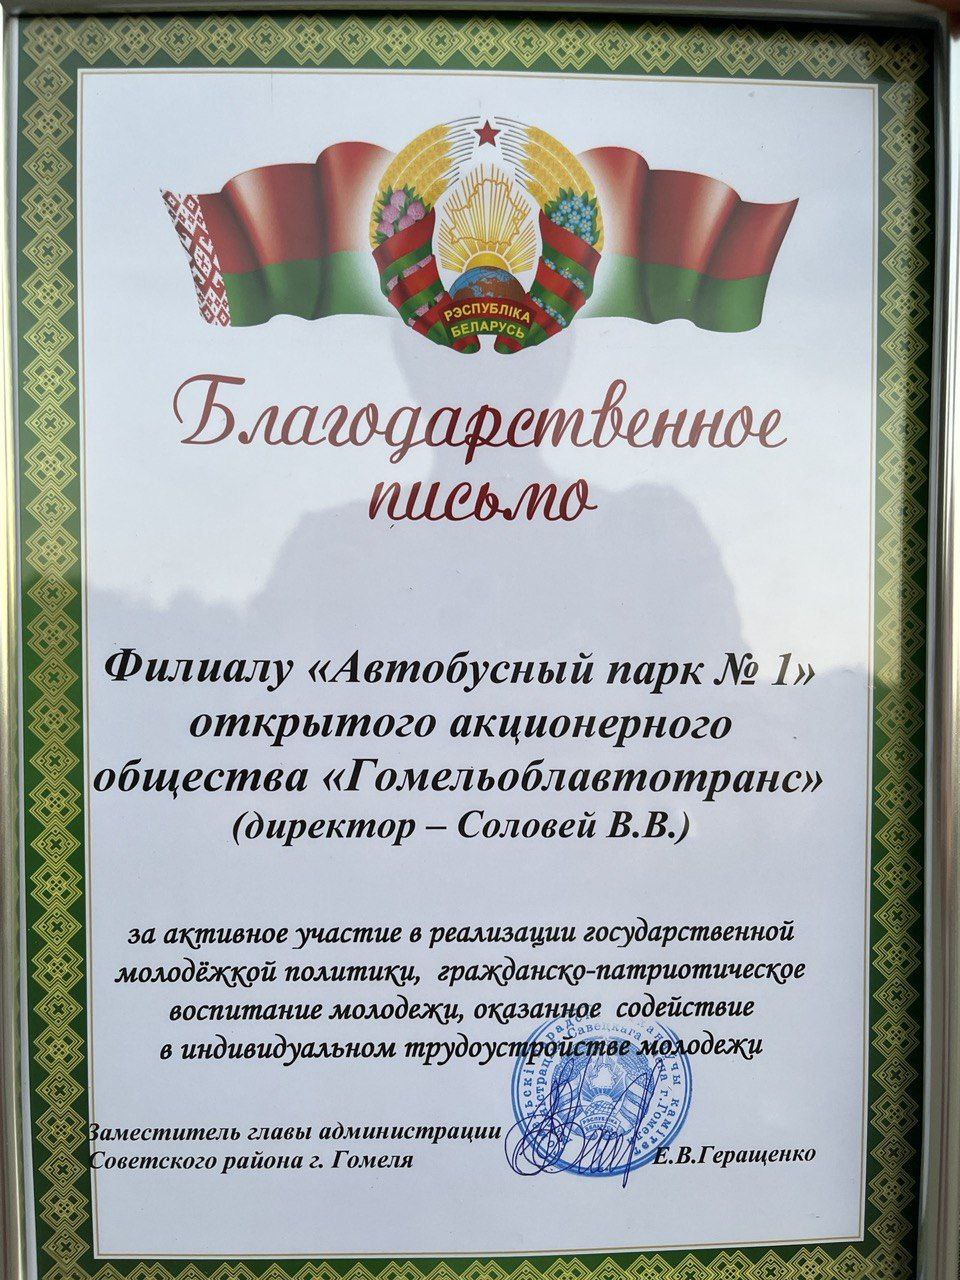 РЭСПУБЛІКА
БЕЛАРУСЬ
Благодарственное
письмо
Филиалу «Автобусный парк № 1»
открытого акционерного
общества «Гомельоблавтотранс»
(директор – Соловей В.В.)
за активное участие в реализации государственной
молодёжкой политики, гражданско-патриотическое
воспитание молодежи, оказанное содействие
в индивидуальном трудоустройстве молодежи
Заместитель главы администрации
Советского района г. Гомеля
Е.В.Геращенко